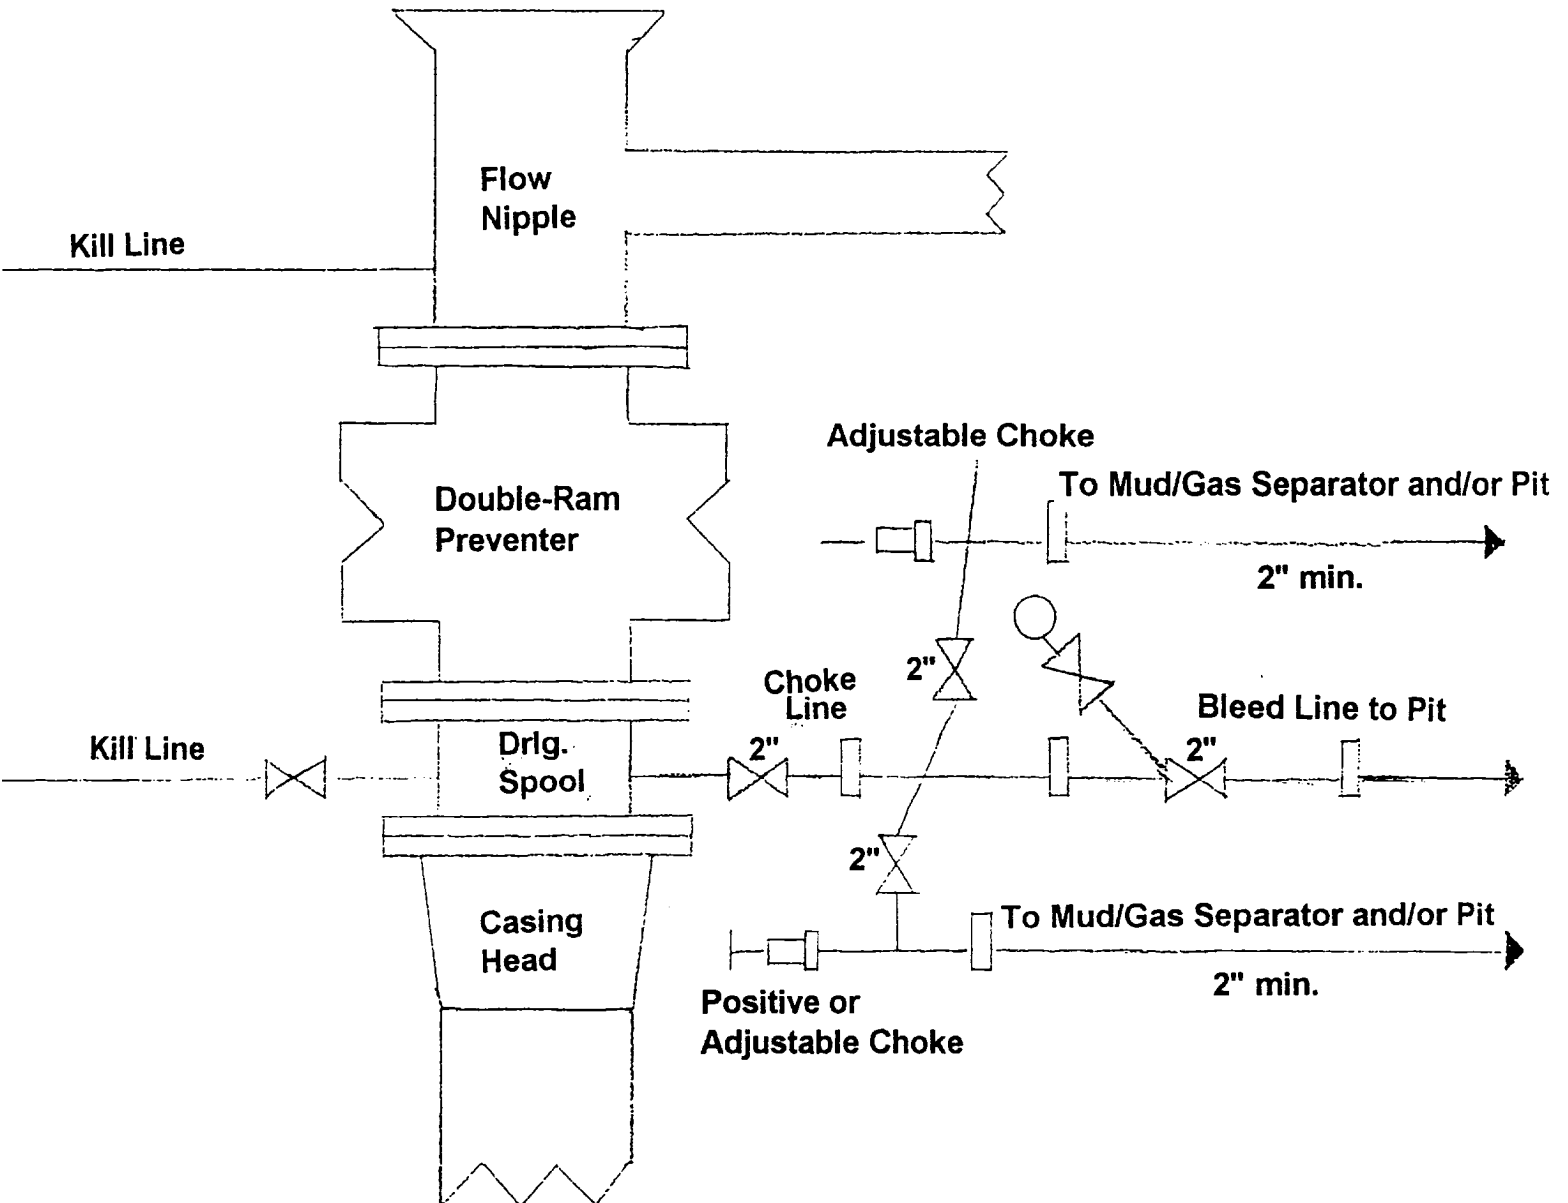 Flow
Nipple
Kill Line
Adjustable Choke
To Mud/Gas Separator and/or Pit
Double-Ram
Preventer
2" min.
2"
Choke
Line
Bleed Line to Pit
Kill Line
Drlg.
Spool
2"
2"
2"
Casing
Head
To Mud/Gas Separator and/or Pit
2" min.
Positive or
Adjustable Choke